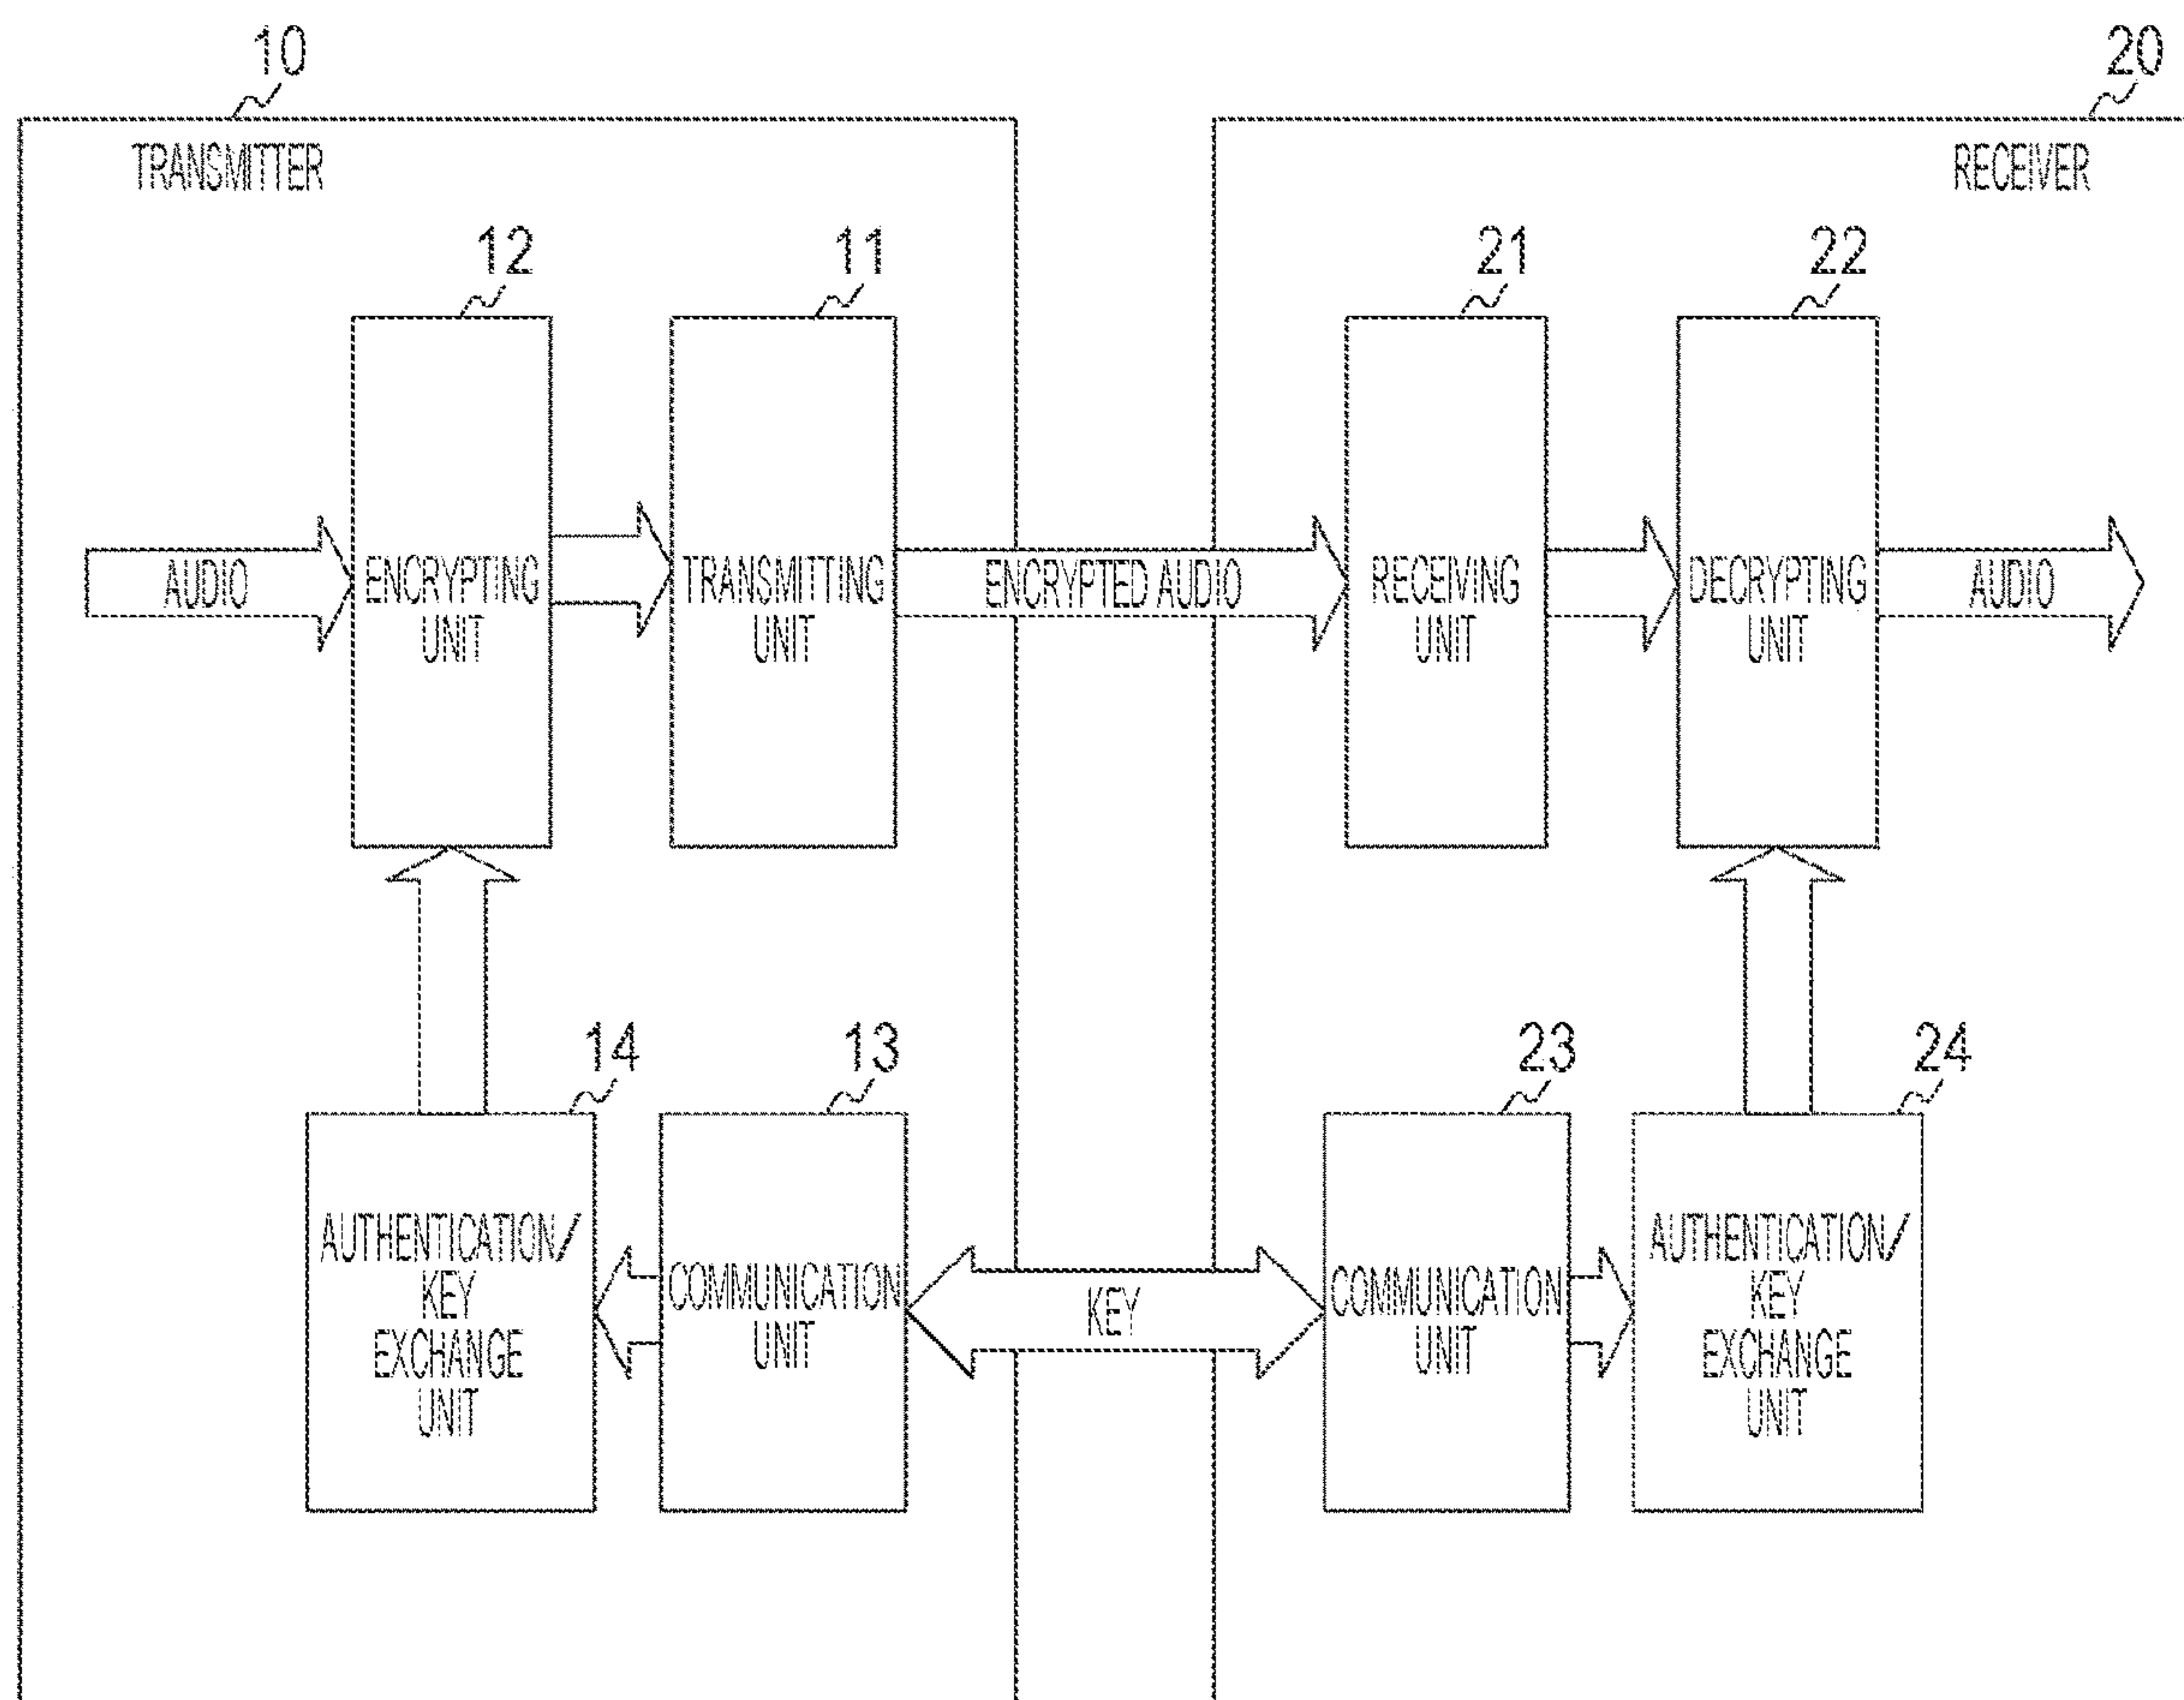 10
20
TRANSMITTER
RECEIVER
12
11
21
22
AUDIO
ENCRYPTING
UNIT
TRANSMITTING
UNIT
ENCRYPTED AUDIO
RECEIVING
UNIT
DECRYPTING
UNIT
AUDIO
14
13
23
24
AUTHENTICATION/
KEY
EXCHANGE
UNIT
COMMUNICATION
UNIT
KEY
COMMUNICATION
UNIT
AUTHENTICATION/
KEY
EXCHANGE
UNIT